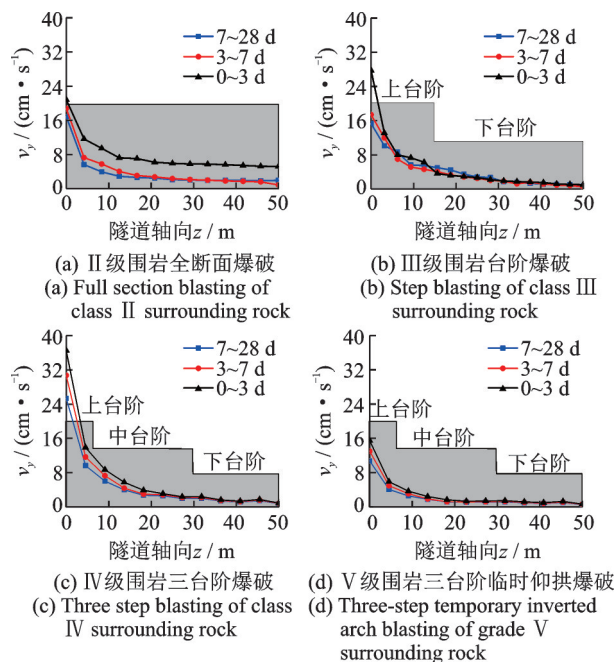 40
32
24
16
8
0
v_y / (cm·s⁻¹)
7~28 d
3~7 d
0~3 d
0 10 20 30 40 50
隧道轴向z / m
(a) Ⅱ级围岩全断面爆破
(a) Full section blasting of
class Ⅱ surrounding rock
40
32
24
16
8
0
v_y / (cm·s⁻¹)
7~28 d
3~7 d
0~3 d
上台阶
下台阶
0 10 20 30 40 50
隧道轴向z / m
(b) Ⅲ级围岩台阶爆破
(b) Step blasting of class Ⅲ
surrounding rock
40
32
24
16
8
0
v_y / (cm·s⁻¹)
7~28 d
3~7 d
0~3 d
上台阶
中台阶
下台阶
0 10 20 30 40 50
隧道轴向z / m
(c) Ⅳ级围岩三台阶爆破
(c) Three step blasting of class
Ⅳ surrounding rock
40
32
24
16
8
0
v_y / (cm·s⁻¹)
7~28 d
3~7 d
0~3 d
上台阶
中台阶
下台阶
0 10 20 30 40 50
隧道轴向z / m
(d) Ⅴ级围岩三台阶临时仰拱爆破
(d) Three-step temporary inverted
arch blasting of grade Ⅴ
surrounding rock